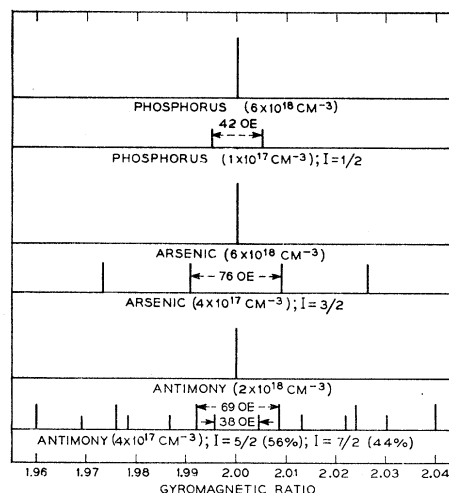 PHOSPHORUS (6×10¹⁸ CM⁻³)
42 OE
PHOSPHORUS (1×10¹⁷ CM⁻³); I=1/2
ARSENIC (6×10¹⁸ CM⁻³)
76 OE
ARSENIC (4×10¹⁷ CM⁻³); I = 3/2
ANTIMONY (2×10¹⁸ CM⁻³)
69 OE
38 OE
ANTIMONY (4×10¹⁷ CM⁻³); I = 5/2 (56%), I = 7/2 (44%)
1.96 1.97 1.98 1.99 2.00 2.01 2.02 2.03 2.04
GYROMAGNETIC RATIO